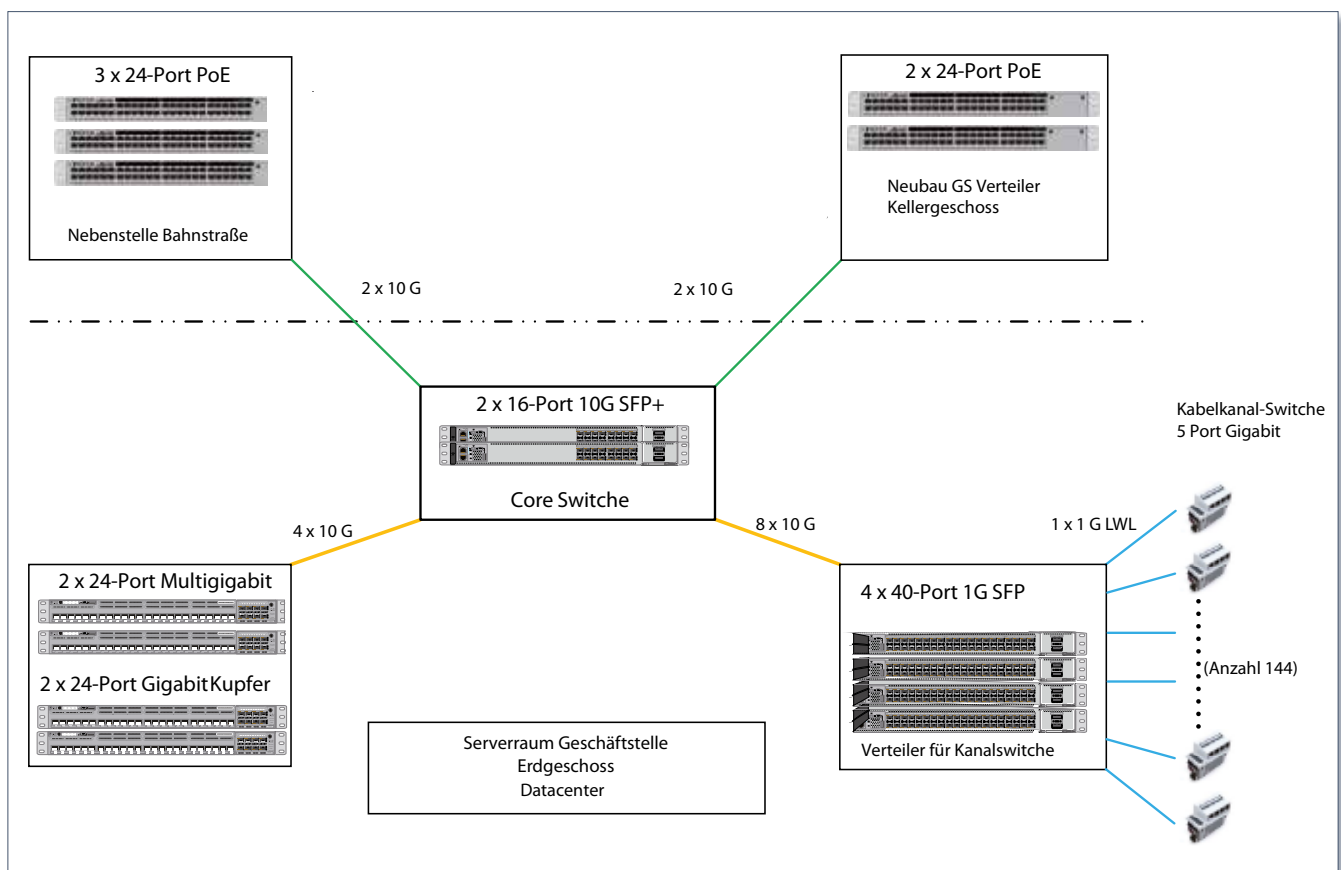 3 x 24-Port PoE
Nebenstelle Bahnstraße
2 x 24-Port PoE
Neubau GS Verteiler
Kellergeschoss
2 x 10 G
2 x 10 G
2 x 16-Port 10G SFP+
Core Switche
Kabelkanal-Switche
5 Port Gigabit
4 x 10 G
8 x 10 G
1 x 1 G LWL
2 x 24-Port Multigigabit
2 x 24-Port Gigabit Kupfer
4 x 40-Port 1G SFP
Verteiler für Kanalswitche
(Anzahl 144)
Serverraum Geschäftstelle
Erdgeschoss
Datacenter